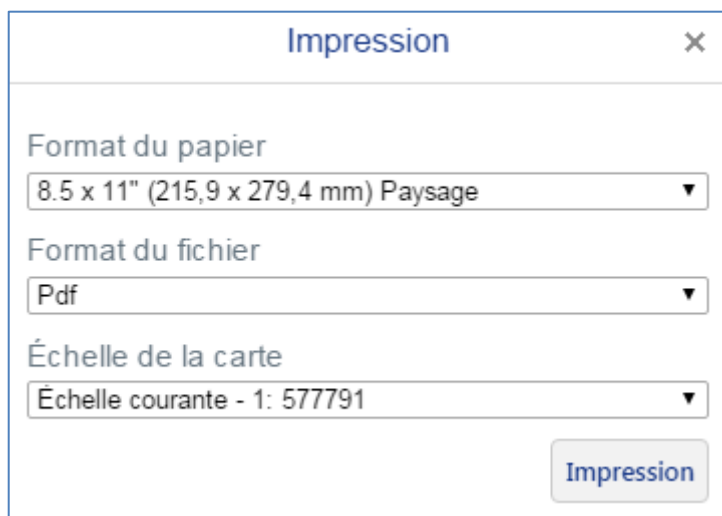 Impression ×
Format du papier
8.5 x 11" (215,9 x 279,4 mm) Paysage
Format du fichier
Pdf
Échelle de la carte
Échelle courante - 1: 577791
Impression